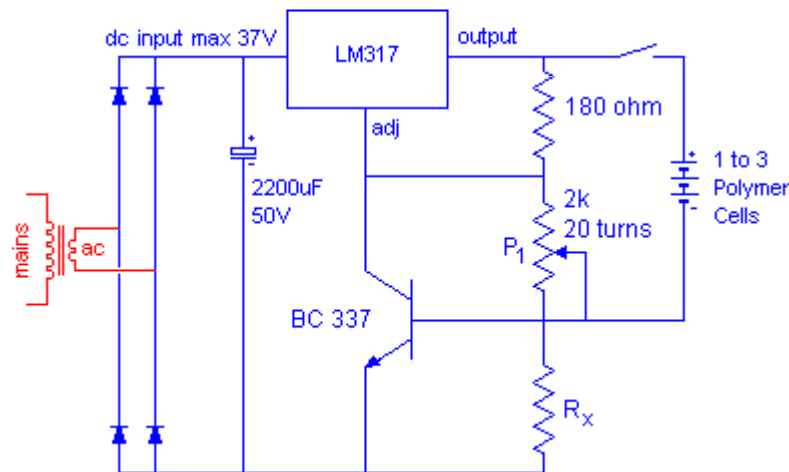 dc input max 37V
LM317
output
adj
180 ohm
+
2200uF
50V
-
+
1 to 3
Polymer
Cells
-
2k
20 turns
P1
mains
ac
BC 337
RX